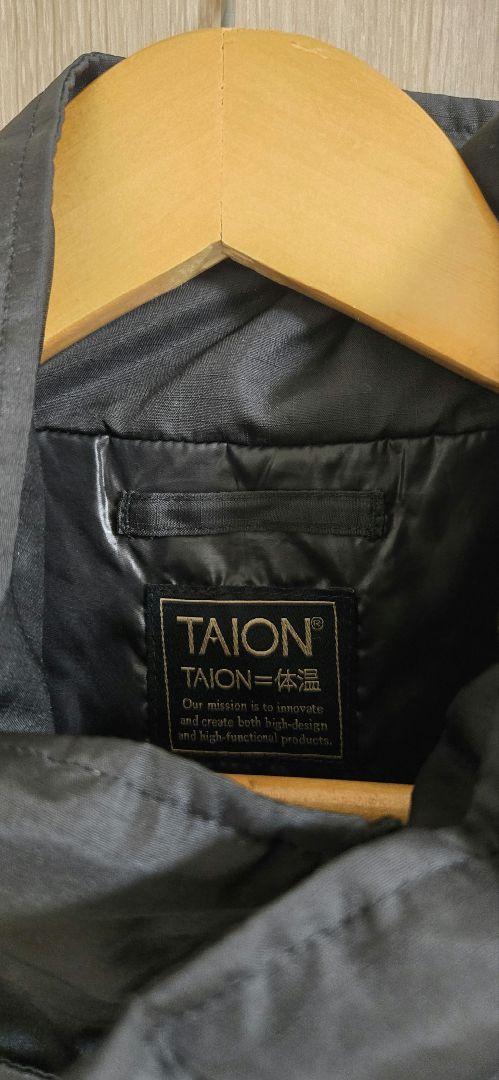 TAION®
TAION=体温
Our mission is to innovate
and create both high-design
and high-functional products.